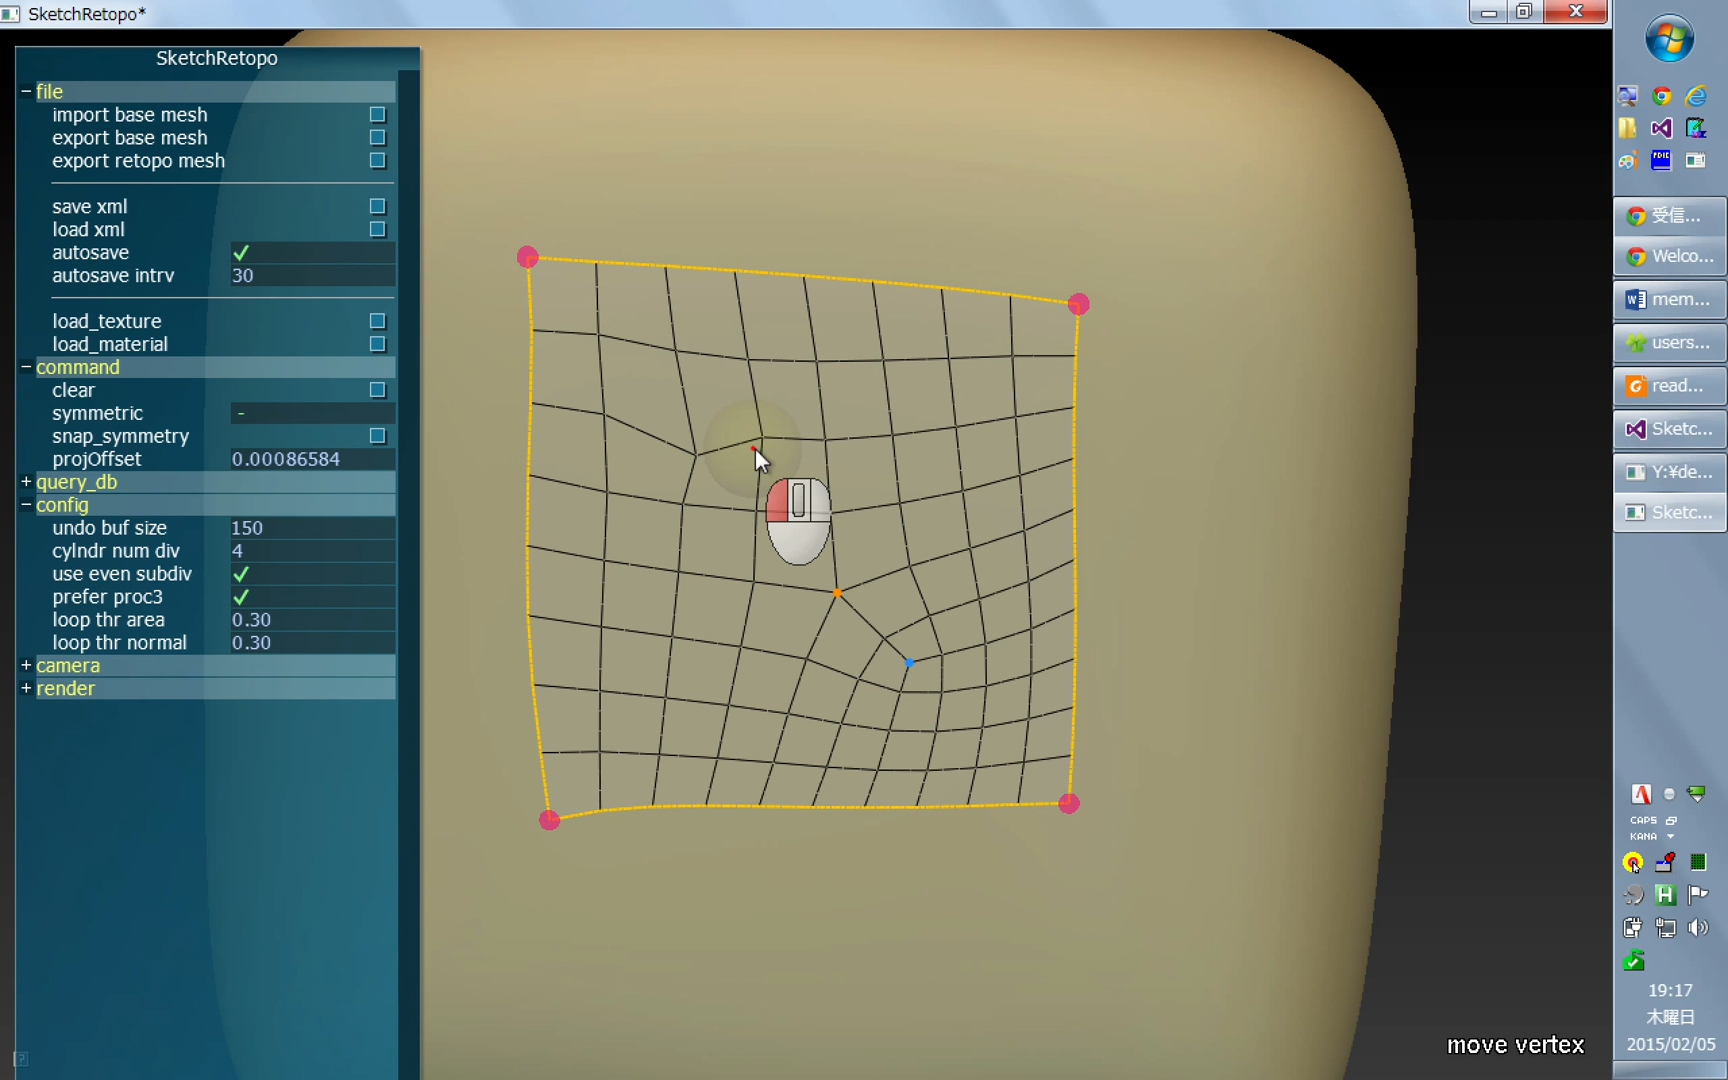 SketchRetopo*
SketchRetopo
− file
import base mesh
export base mesh
export retopo mesh
save xml
load xml
autosave ✓
autosave intrv 30
load_texture
load_material
− command
clear
symmetric -
snap_symmetry
projOffset 0.00086584
+ query_db
− config
undo buf size 150
cylndr num div 4
use even subdiv ✓
prefer proc3 ✓
loop thr area 0.30
loop thr normal 0.30
+ camera
+ render
?
move vertex
PDIC
受信...
Welco...
mem...
users...
read...
Sketc...
Y:¥de...
Sketc...
CAPS
KANA
H
19:17
木曜日
2015/02/05